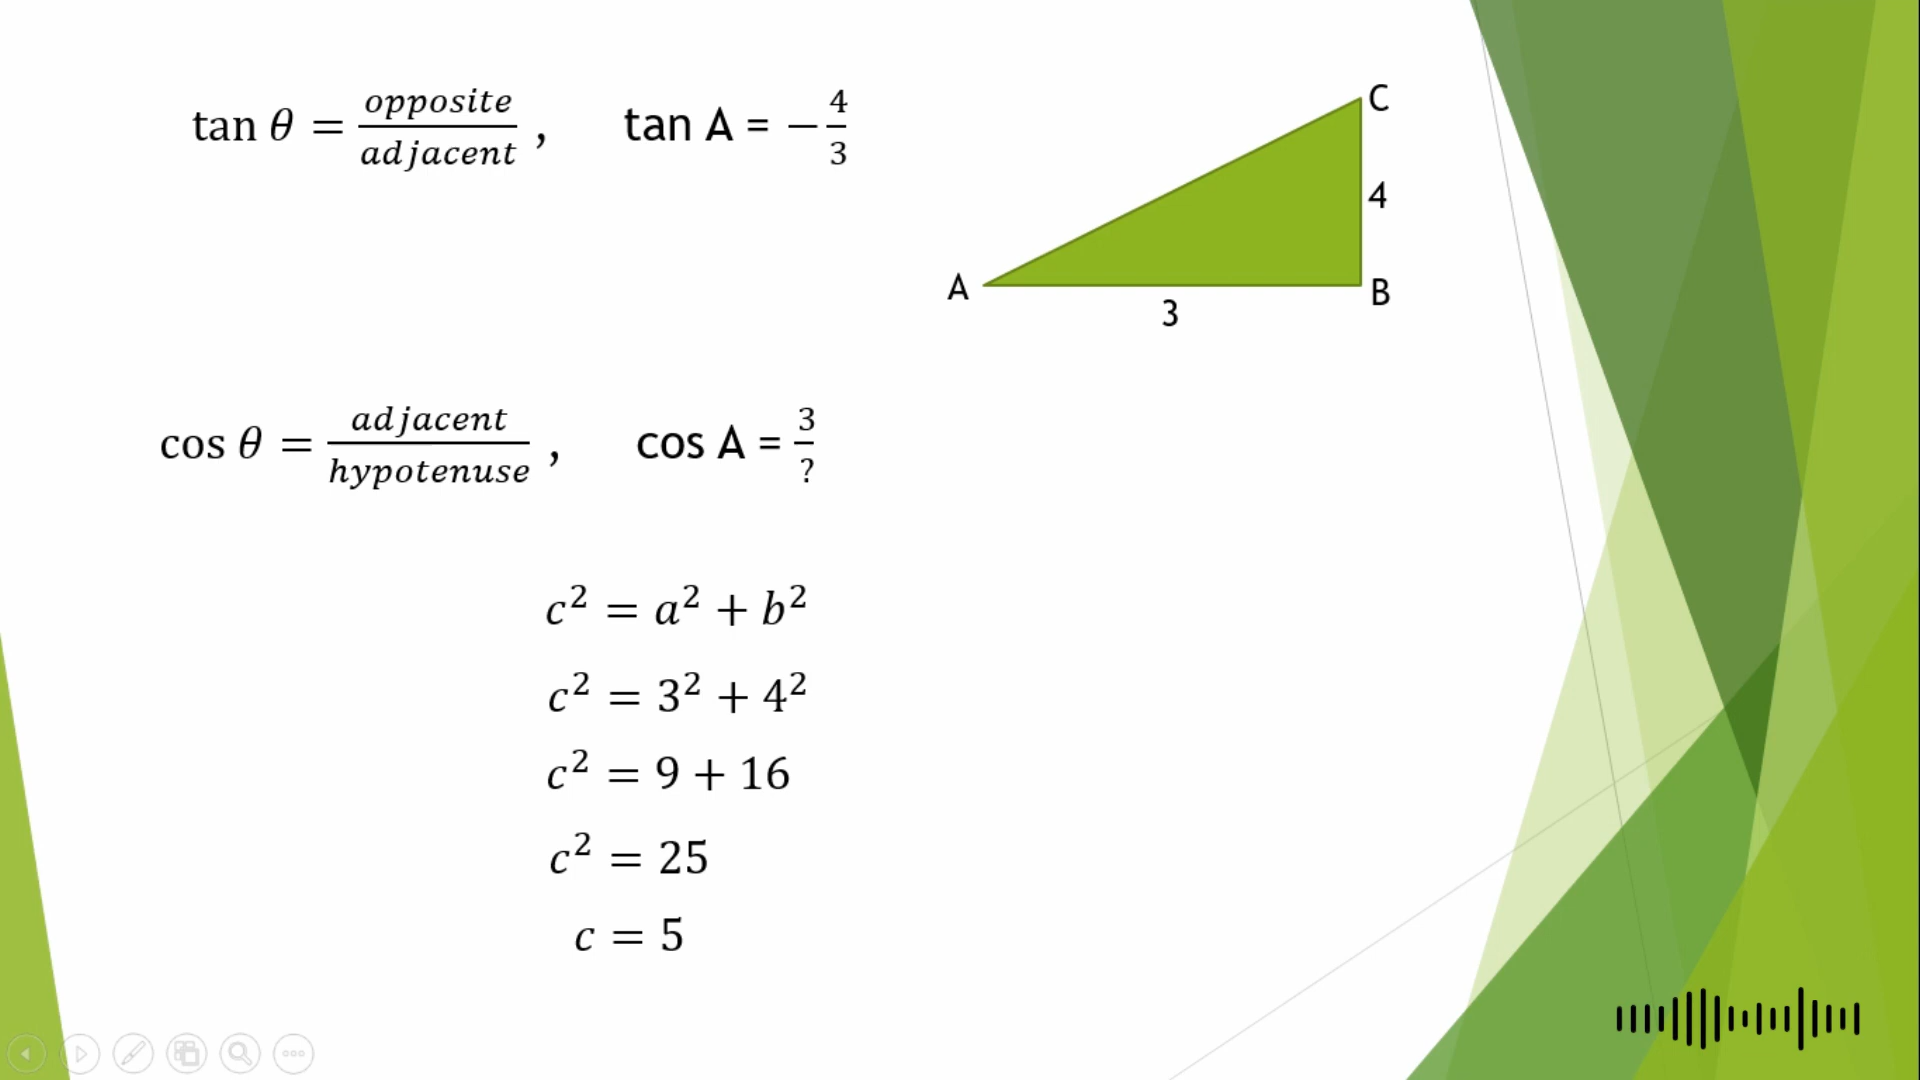 tan θ = opposite/adjacent , tan A = −4/3
C
4
A
B
3
cos θ = adjacent/hypotenuse , cos A = 3/?
c² = a² + b²
c² = 3² + 4²
c² = 9 + 16
c² = 25
c = 5